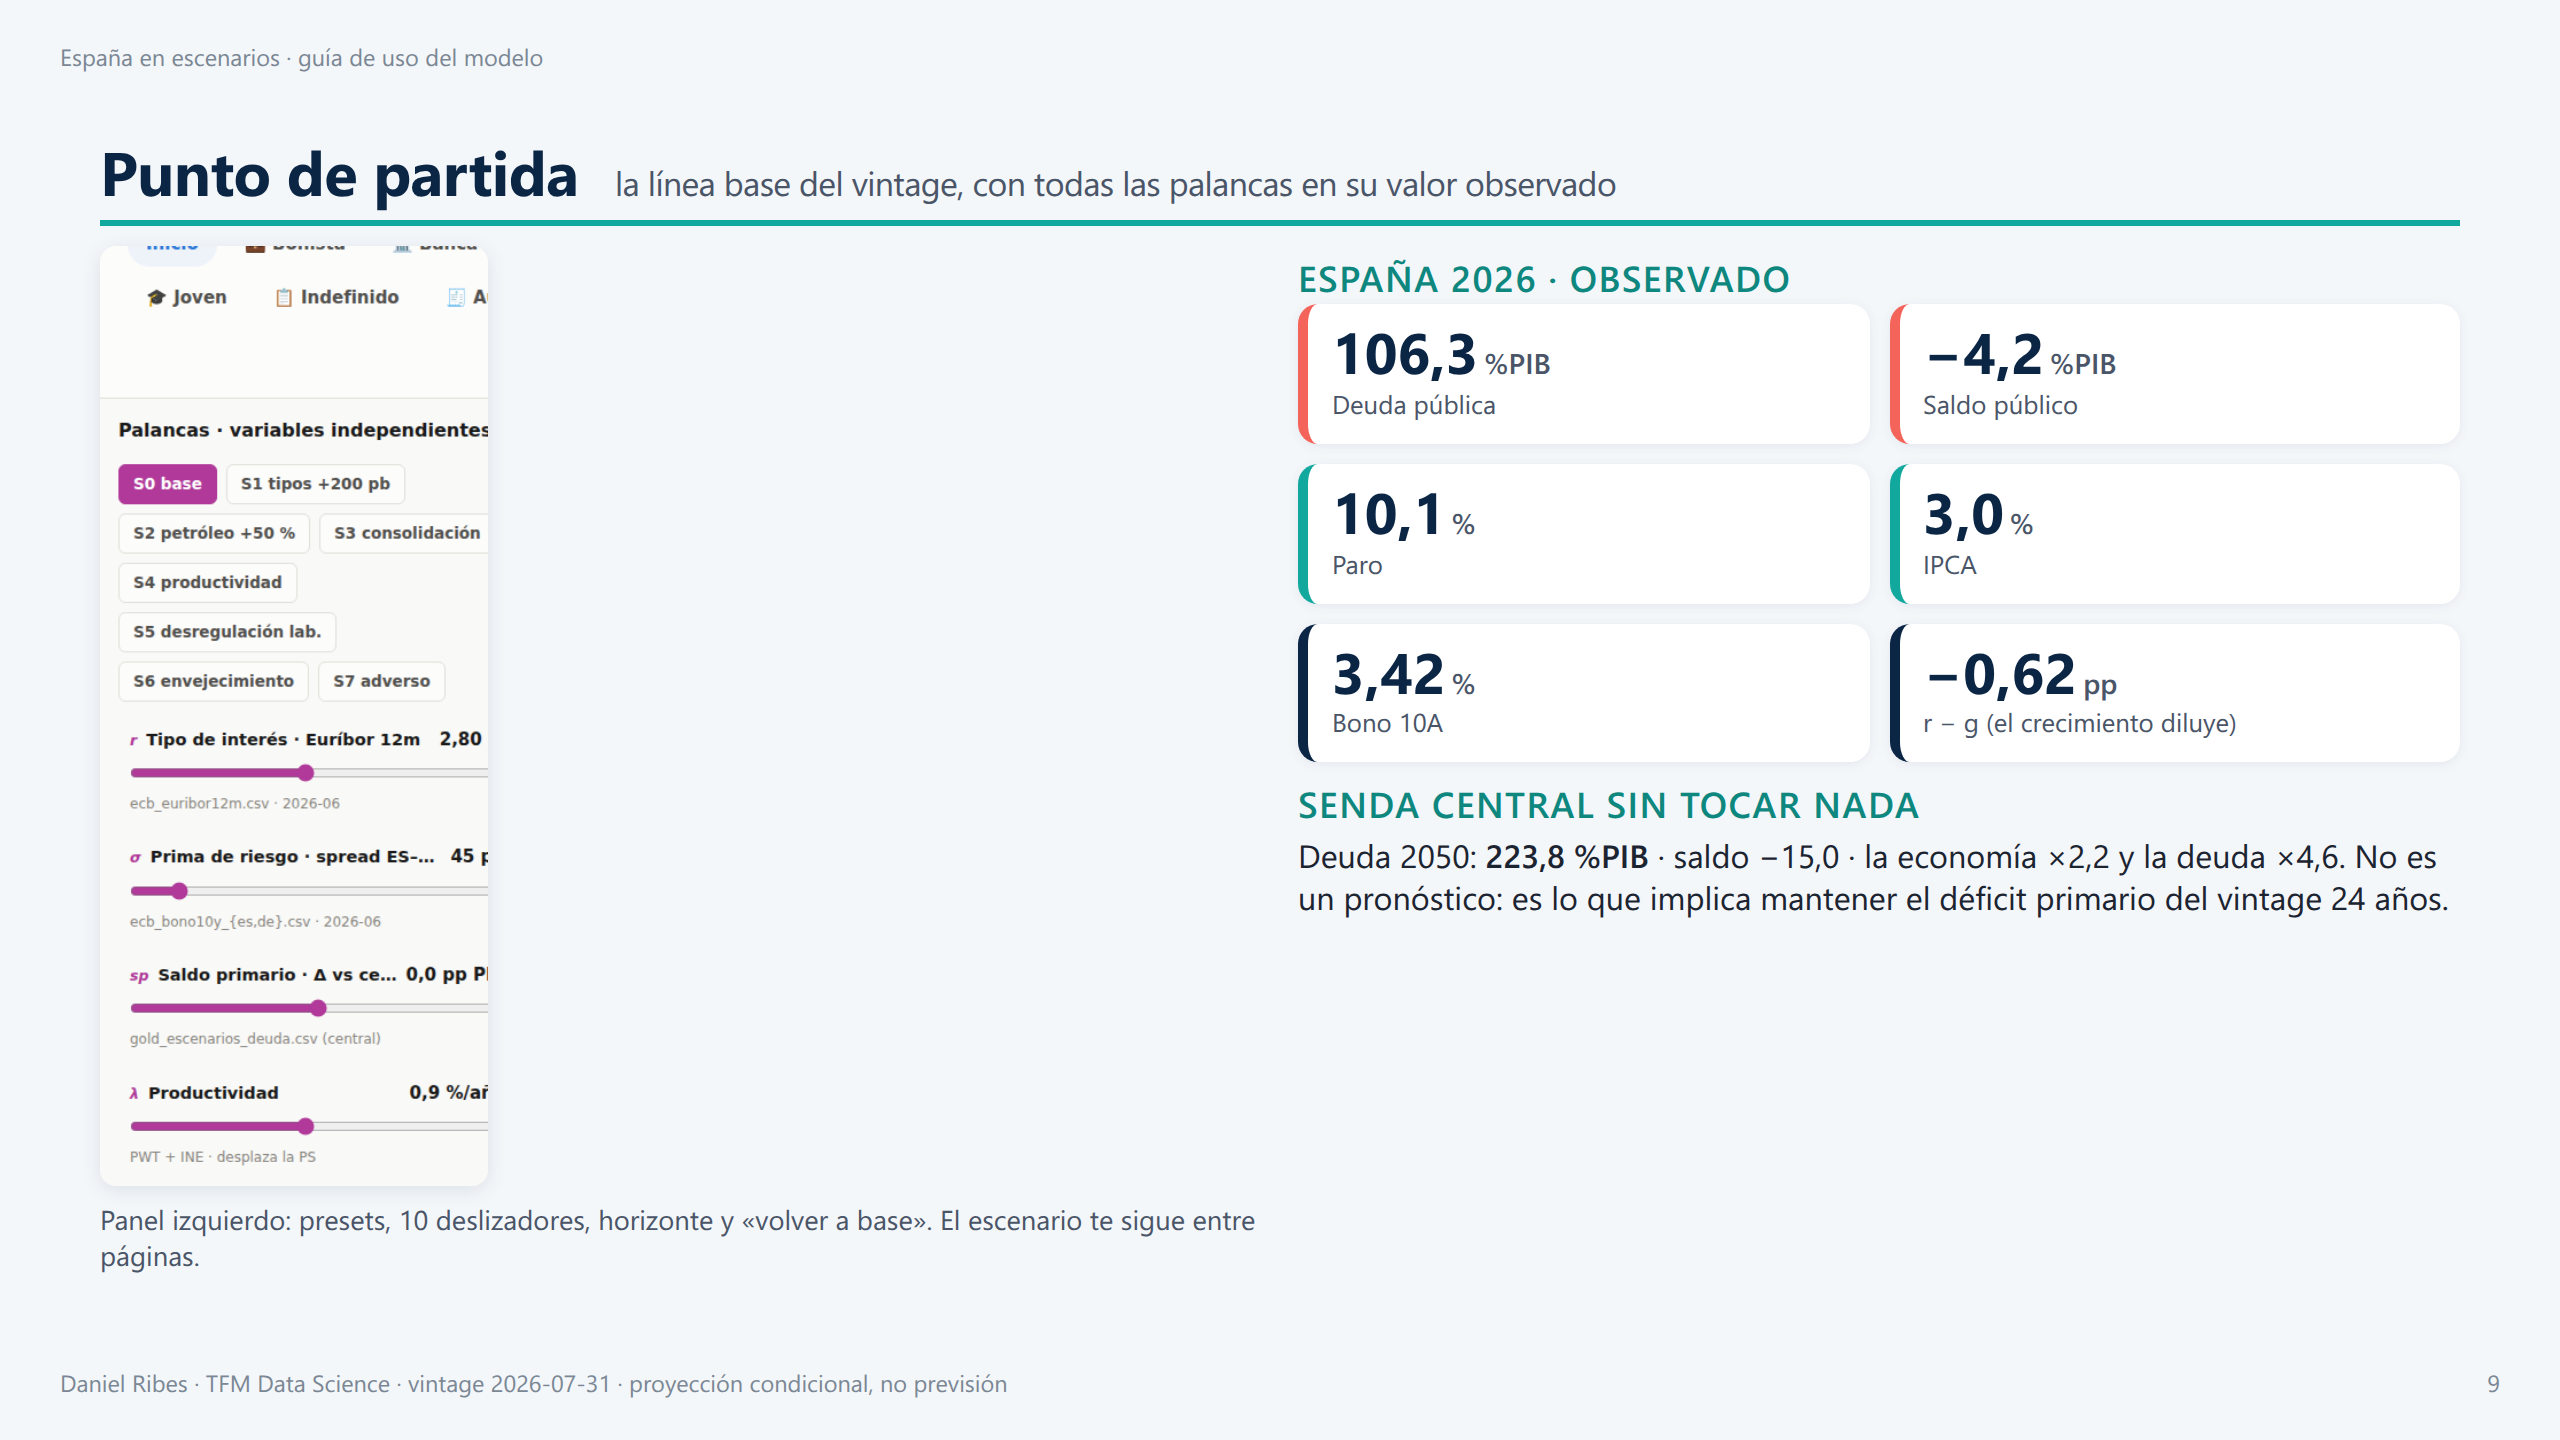 España en escenarios · guía de uso del modelo
Punto de partida la línea base del vintage, con todas las palancas en su valor observado
Inicio Bonista Banca
Joven Indefinido
Palancas · variables independientes
S0 base S1 tipos +200 pb
S2 petróleo +50 % S3 consolidación
S4 productividad
S5 desregulación lab.
S6 envejecimiento S7 adverso
r Tipo de interés · Euríbor 12m 2,80
ecb_euribor12m.csv · 2026-06
σ Prima de riesgo · spread ES–… 45
ecb_bono10y_{es,de}.csv · 2026-06
sp Saldo primario · Δ vs ce… 0,0 pp
gold_escenarios_deuda.csv (central)
λ Productividad 0,9
PWT + INE · desplaza la PS
Panel izquierdo: presets, 10 deslizadores, horizonte y «volver a base». El escenario te sigue entre
páginas.
ESPAÑA 2026 · OBSERVADO
106,3 %PIB
Deuda pública
−4,2 %PIB
Saldo público
10,1 %
Paro
3,0 %
IPCA
3,42 %
Bono 10A
−0,62 pp
r − g (el crecimiento diluye)
SENDA CENTRAL SIN TOCAR NADA
Deuda 2050: 223,8 %PIB · saldo −15,0 · la economía ×2,2 y la deuda ×4,6. No es
un pronóstico: es lo que implica mantener el déficit primario del vintage 24 años.
Daniel Ribes · TFM Data Science · vintage 2026-07-31 · proyección condicional, no previsión
9